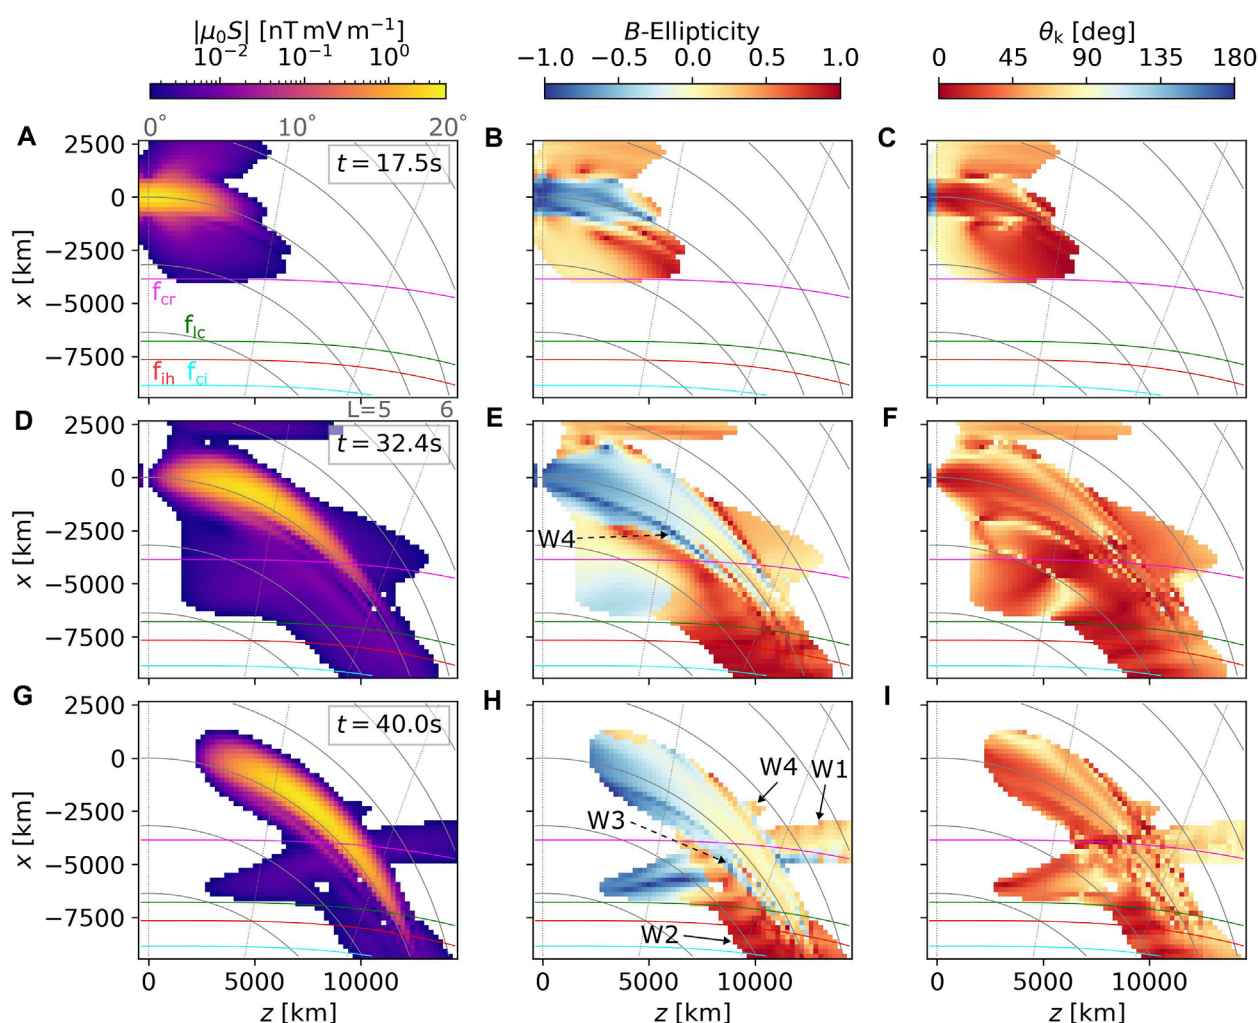 |μ₀S| [nT mV m⁻¹] B-Ellipticity θₖ [deg]
10⁻² 10⁻¹ 10⁰ −1.0 −0.5 0.0 0.5 1.0 0 45 90 135 180
0° 10° 20°
A B C
t = 17.5s
2500
0
−2500
−5000
−7500
x [km]
f_cr
f_lc
f_ih f_ci
L=5 6
D E F
t = 32.4s
2500
0
−2500
−5000
−7500
x [km]
W4
G H I
t = 40.0s
2500
0
−2500
−5000
−7500
x [km]
W4 W1
W3
W2
0 5000 10000 0 5000 10000 0 5000 10000
z [km] z [km] z [km]